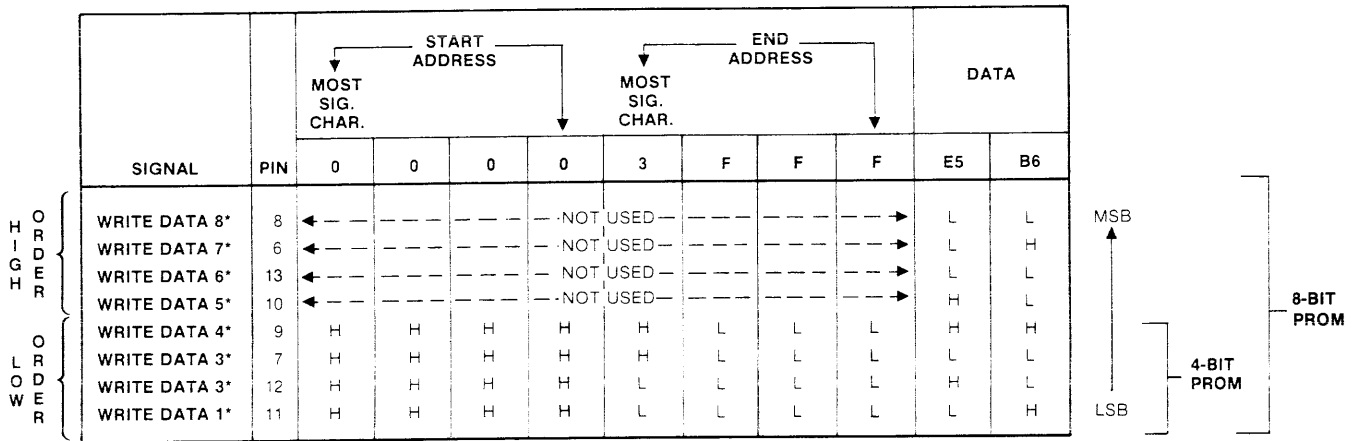 START ADDRESS
END ADDRESS
MOST SIG. CHAR.
MOST SIG. CHAR.
DATA
SIGNAL PIN 0 0 0 0 3 F F F E5 B6
HIGH ORDER
WRITE DATA 8* 8 NOT USED L L MSB
WRITE DATA 7* 6 NOT USED L H
WRITE DATA 6* 13 NOT USED L L
WRITE DATA 5* 10 NOT USED H L
8-BIT PROM
LOW ORDER
WRITE DATA 4* 9 H H H H H L L L H H
WRITE DATA 3* 7 H H H H H L L L L L
WRITE DATA 3* 12 H H H H L L L L H L
WRITE DATA 1* 11 H H H H L L L L L H LSB
4-BIT PROM